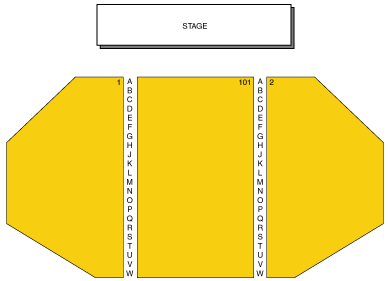 STAGE
1 A 101 A 2
B B
C C
D D
E E
F F
G G
H H
J J
K K
L L
M M
N N
O O
P P
Q Q
R R
S S
T T
U U
V V
W W